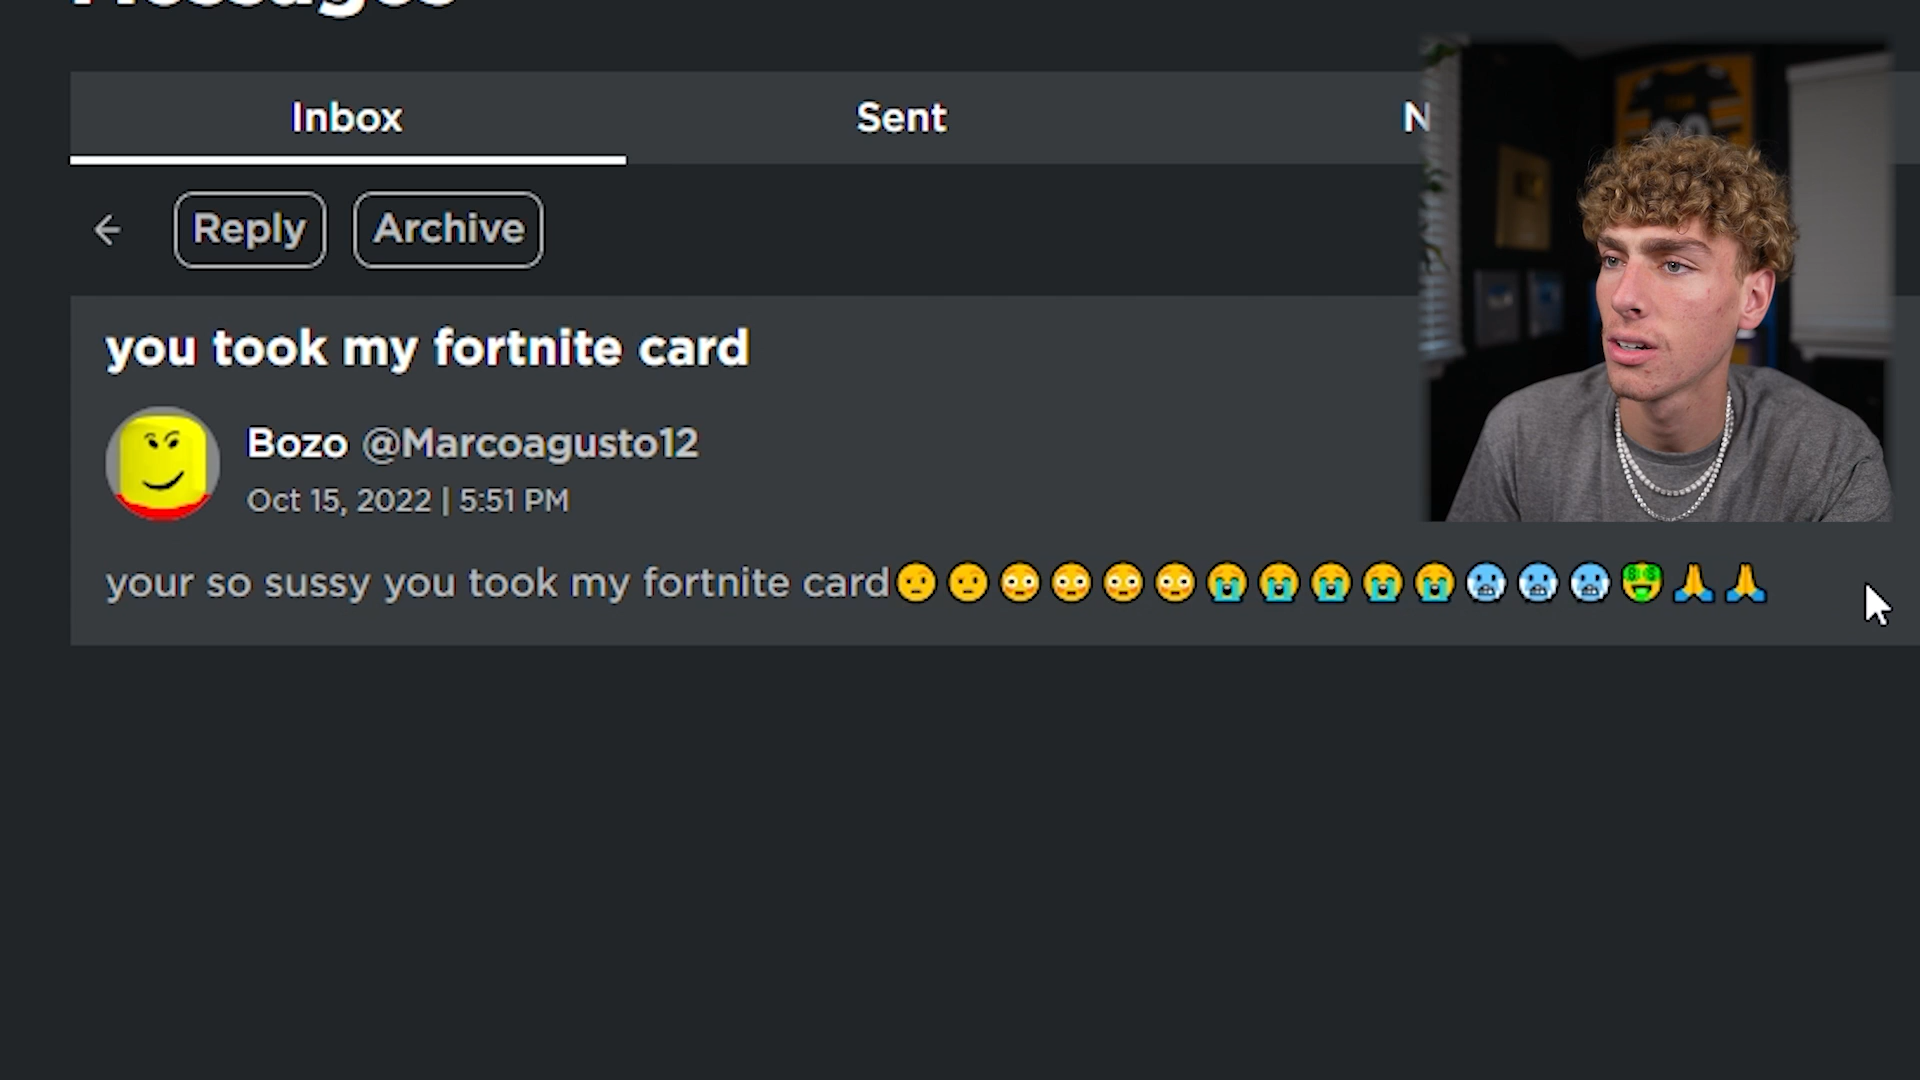 Messages
Inbox
Sent
N
Reply
Archive
you took my fortnite card
Bozo @Marcoagusto12
Oct 15, 2022 | 5:51 PM
your so sussy you took my fortnite card🫡🫡😳😳😳😳😭😭😭😭😭🥶🥶🥶🤑🙏🙏